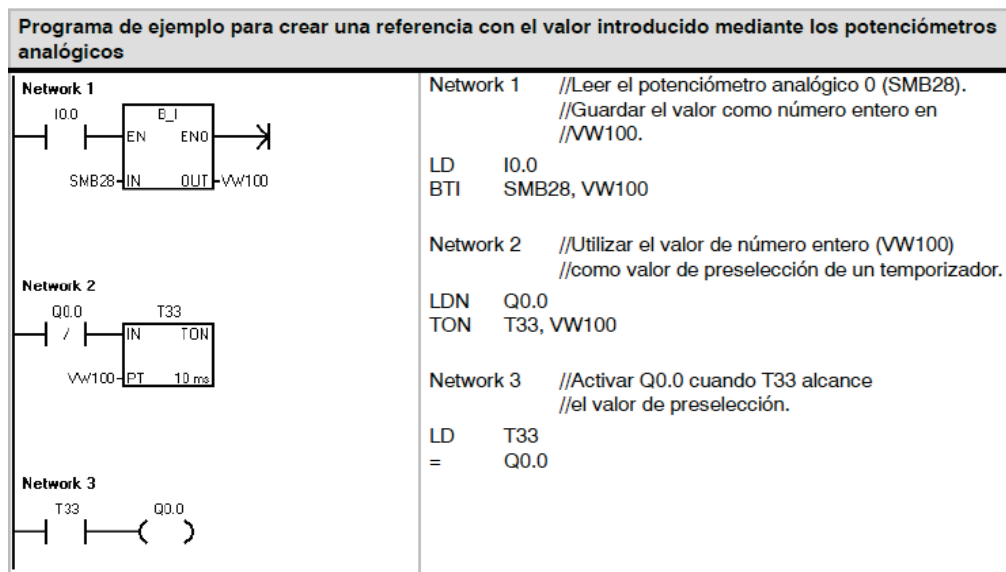 Programa de ejemplo para crear una referencia con el valor introducido mediante los potenciómetros
analógicos
Network 1
I0.0
B_I
EN ENO
SMB28 IN OUT VW100
Network 2
Q0.0 T33
/ IN TON
VW100 PT 10 ms
Network 3
T33 Q0.0
Network 1 //Leer el potenciómetro analógico 0 (SMB28).
//Guardar el valor como número entero en
//VW100.
LD I0.0
BTI SMB28, VW100
Network 2 //Utilizar el valor de número entero (VW100)
//como valor de preselección de un temporizador.
LDN Q0.0
TON T33, VW100
Network 3 //Activar Q0.0 cuando T33 alcance
//el valor de preselección.
LD T33
= Q0.0